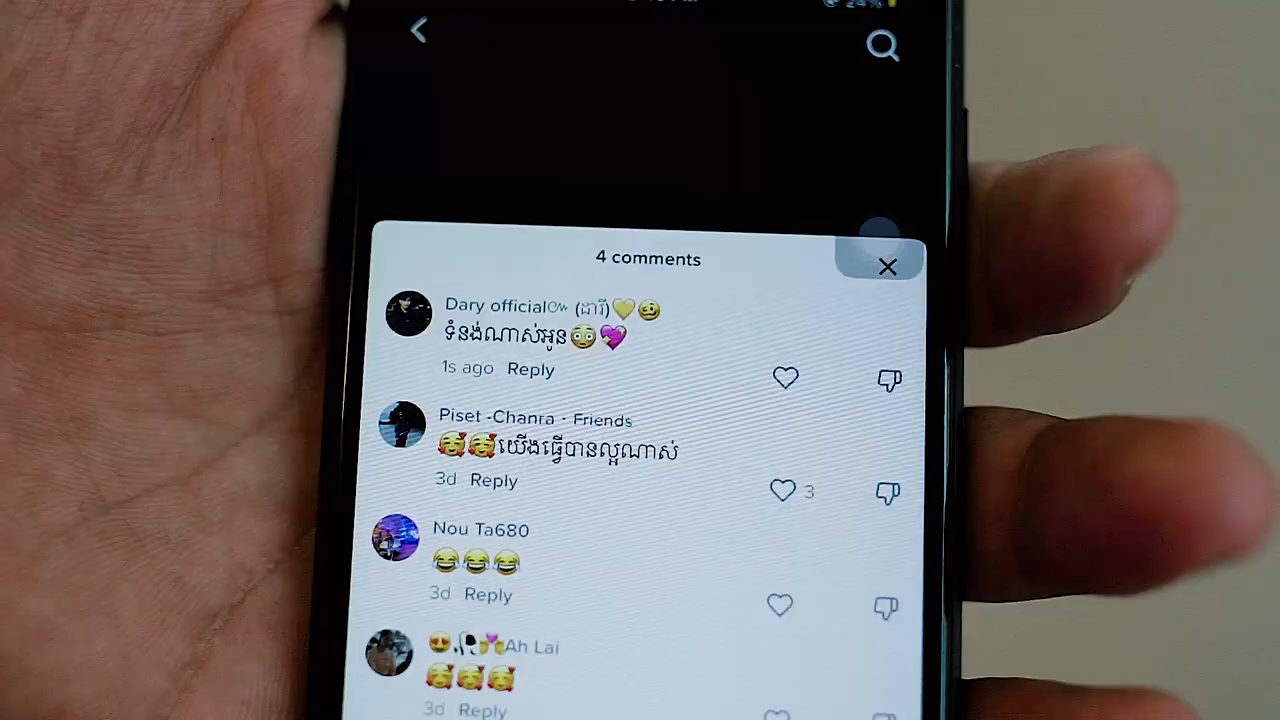 24%
4 comments
Dary official (ដារី)💛🥴
ទំនង់ណាស់អូន😳💖
1s ago Reply
Piset -Chanra · Friends
🥰🥰យើងធ្វើបានល្អណាស់
3d Reply
3
Nou Ta680
😂😂😂
3d Reply
😍🥀💏Ah Lai
🥰🥰🥰
3d Reply